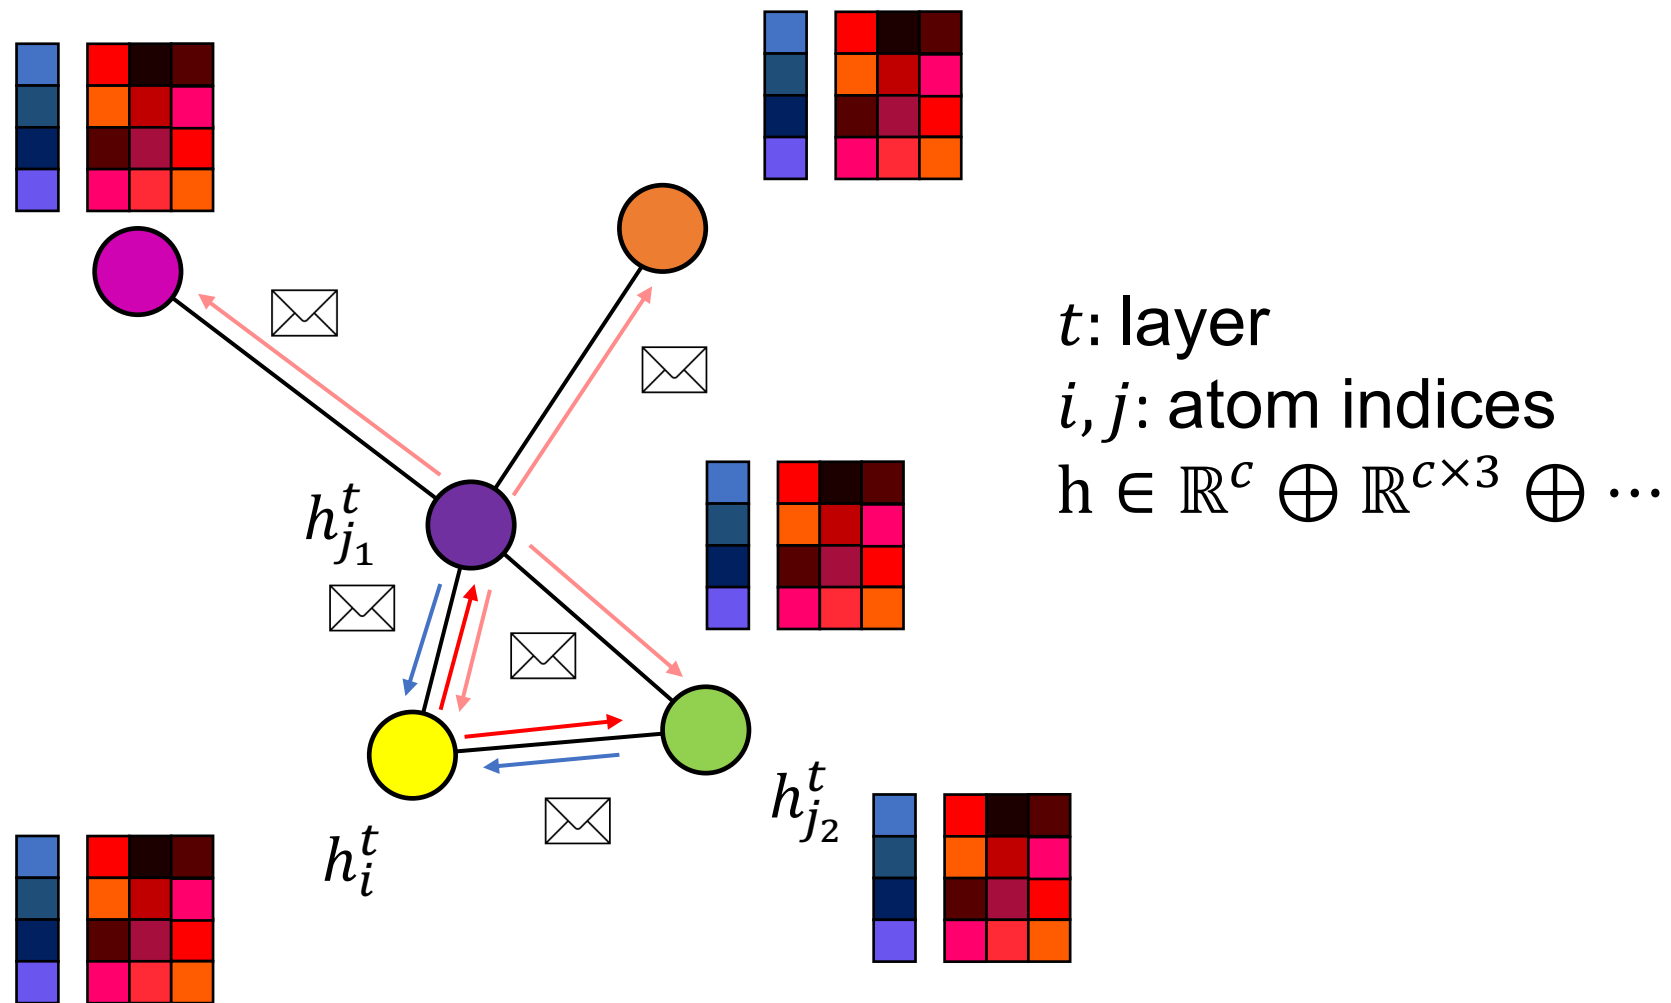 h_{j_1}^t
h_i^t
h_{j_2}^t
t: layer
i, j: atom indices
h ∈ ℝ^c ⊕ ℝ^{c×3} ⊕ ⋯